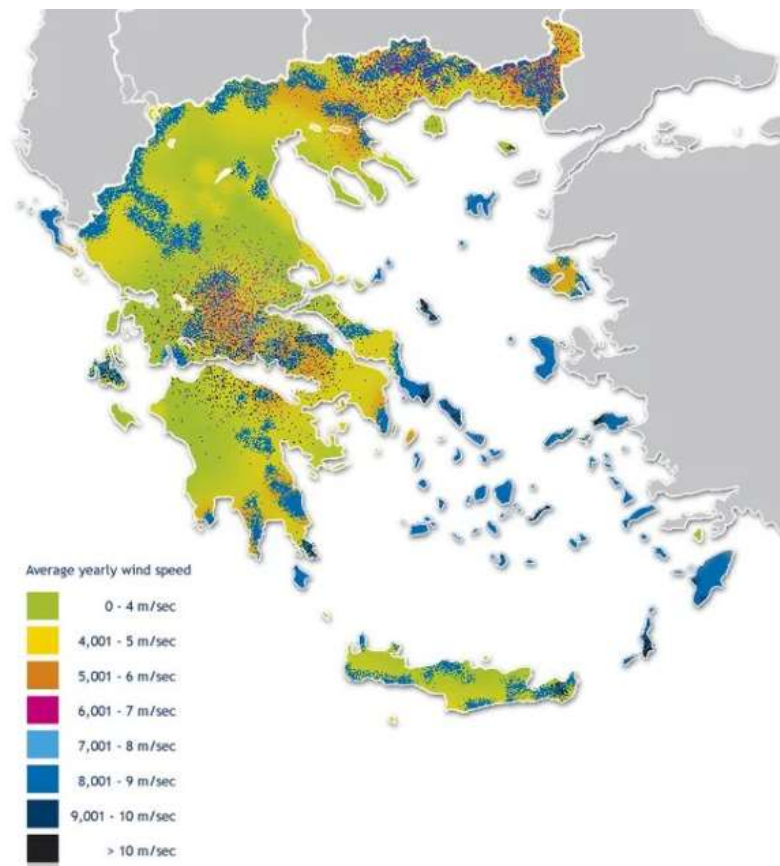 Average yearly wind speed
0 - 4 m/sec
4,001 - 5 m/sec
5,001 - 6 m/sec
6,001 - 7 m/sec
7,001 - 8 m/sec
8,001 - 9 m/sec
9,001 - 10 m/sec
> 10 m/sec